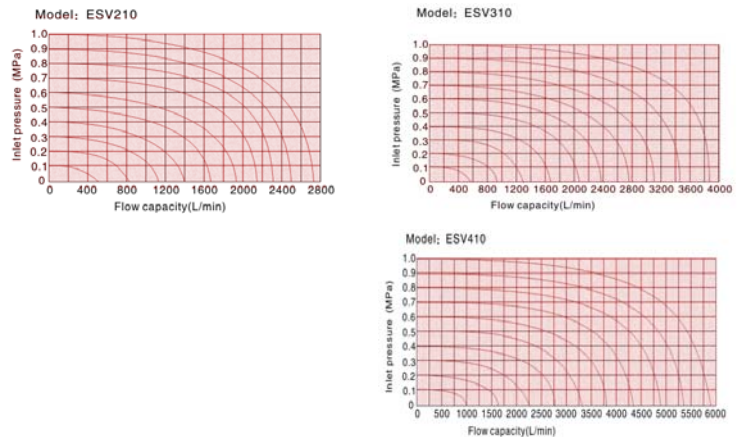 Model: ESV210
Inlet pressure (MPa)
1.0
0.9
0.8
0.7
0.6
0.5
0.4
0.3
0.2
0.1
0
0 400 800 1200 1600 2000 2400 2800
Flow capacity(L/min)
Model: ESV310
Inlet pressure (MPa)
1.0
0.9
0.8
0.7
0.6
0.5
0.4
0.3
0.2
0.1
0 400 800 1200 1600 2000 2400 2800 3200 3600 4000
Flow capacity(L/min)
Model: ESV410
Inlet pressure (MPa)
1.0
0.9
0.8
0.7
0.6
0.5
0.4
0.3
0.2
0.1
0 500 1000 1500 2000 2500 3000 3500 4000 4500 5000 5500 6000
Flow capacity(L/min)